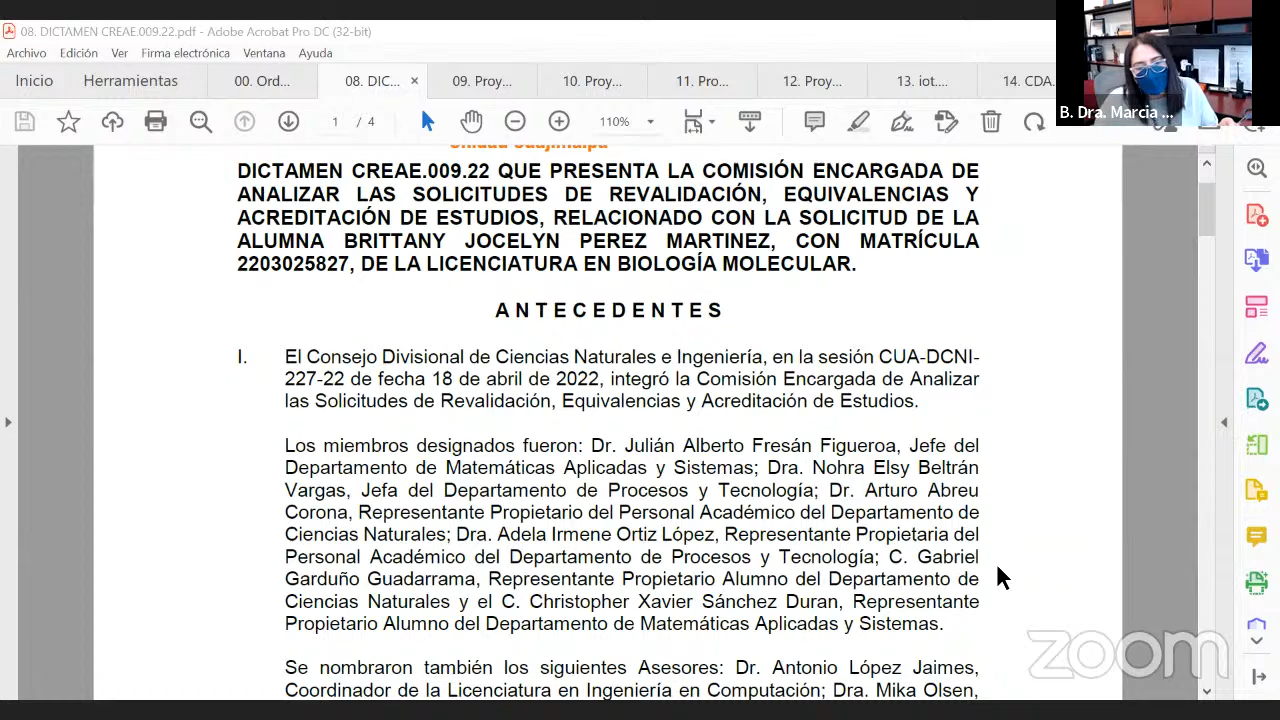 08. DICTAMEN CREAE.009.22.pdf - Adobe Acrobat Pro DC (32-bit)
Archivo Edición Ver Firma electrónica Ventana Ayuda
Inicio Herramientas 00. Ord... 08. DIC... × 09. Proy... 10. Proy... 11. Pro... 12. Proy... 13. iot.... 14. CDA.
1 / 4 110%
B. Dra. Marcia ...
Unidad Cuajimalpa
DICTAMEN CREAE.009.22 QUE PRESENTA LA COMISIÓN ENCARGADA DE
ANALIZAR LAS SOLICITUDES DE REVALIDACIÓN, EQUIVALENCIAS Y
ACREDITACIÓN DE ESTUDIOS, RELACIONADO CON LA SOLICITUD DE LA
ALUMNA BRITTANY JOCELYN PEREZ MARTINEZ, CON MATRÍCULA
2203025827, DE LA LICENCIATURA EN BIOLOGÍA MOLECULAR.
A N T E C E D E N T E S
I. El Consejo Divisional de Ciencias Naturales e Ingeniería, en la sesión CUA-DCNI-
227-22 de fecha 18 de abril de 2022, integró la Comisión Encargada de Analizar
las Solicitudes de Revalidación, Equivalencias y Acreditación de Estudios.
Los miembros designados fueron: Dr. Julián Alberto Fresán Figueroa, Jefe del
Departamento de Matemáticas Aplicadas y Sistemas; Dra. Nohra Elsy Beltrán
Vargas, Jefa del Departamento de Procesos y Tecnología; Dr. Arturo Abreu
Corona, Representante Propietario del Personal Académico del Departamento de
Ciencias Naturales; Dra. Adela Irmene Ortiz López, Representante Propietaria del
Personal Académico del Departamento de Procesos y Tecnología; C. Gabriel
Garduño Guadarrama, Representante Propietario Alumno del Departamento de
Ciencias Naturales y el C. Christopher Xavier Sánchez Duran, Representante
Propietario Alumno del Departamento de Matemáticas Aplicadas y Sistemas.
Se nombraron también los siguientes Asesores: Dr. Antonio López Jaimes,
Coordinador de la Licenciatura en Ingeniería en Computación; Dra. Mika Olsen,
zoom